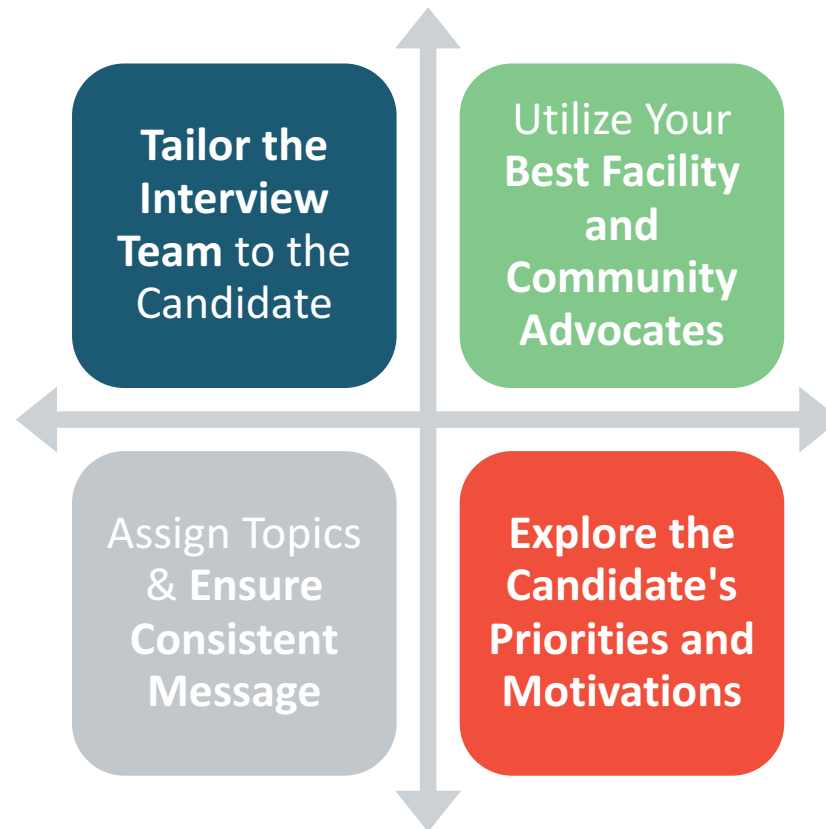 Tailor the
Interview
Team to the
Candidate
Utilize Your
Best Facility
and
Community
Advocates
Assign Topics
& Ensure
Consistent
Message
Explore the
Candidate's
Priorities and
Motivations